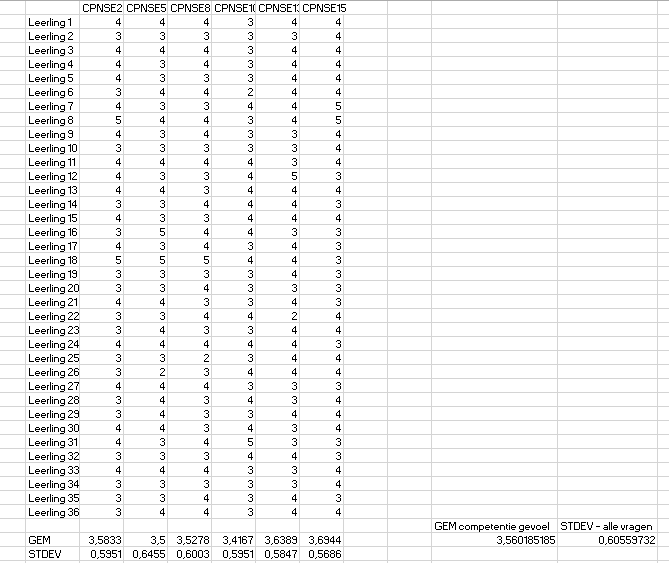 CPNSE2 CPNSE5 CPNSE8 CPNSE1( CPNSE1: CPNSE15
Leerling 1 4 4 4 3 4 4
Leerling 2 3 3 3 3 3 4
Leerling 3 4 4 3 4 4 4
Leerling 4 4 3 3 3 4 4
Leerling 5 4 3 3 3 4 4
Leerling 6 3 4 4 2 4 4
Leerling 7 4 3 3 4 4 5
Leerling 8 5 4 4 3 4 5
Leerling 9 4 3 4 3 3 4
Leerling 10 3 3 3 3 3 4
Leerling 11 4 4 4 4 3 4
Leerling 12 4 3 3 4 5 3
Leerling 13 4 4 3 4 4 4
Leerling 14 3 3 4 4 4 3
Leerling 15 4 3 3 4 4 4
Leerling 16 3 5 4 4 3 3
Leerling 17 4 3 4 3 4 3
Leerling 18 5 5 5 4 4 3
Leerling 19 3 3 3 3 4 3
Leerling 20 3 3 4 3 3 3
Leerling 21 4 4 3 3 4 3
Leerling 22 3 3 4 4 2 4
Leerling 23 3 4 3 3 4 4
Leerling 24 4 4 4 4 4 3
Leerling 25 3 3 2 3 4 4
Leerling 26 3 2 3 4 4 4
Leerling 27 4 4 4 3 3 3
Leerling 28 3 4 3 4 3 4
Leerling 29 3 4 3 3 4 4
Leerling 30 4 4 3 3 4 4
Leerling 31 4 3 4 5 3 3
Leerling 32 3 3 3 4 4 3
Leerling 33 4 4 4 3 3 4
Leerling 34 3 3 3 3 3 4
Leerling 35 3 3 4 3 4 3
Leerling 36 3 4 4 3 4 4
GEM competentie gevoel STDEV - alle vragen
GEM 3,5833 3,5 3,5278 3,4167 3,6389 3,6944 3,560185185 0,60559732
STDEV 0,5951 0,6455 0,6003 0,5951 0,5847 0,5686